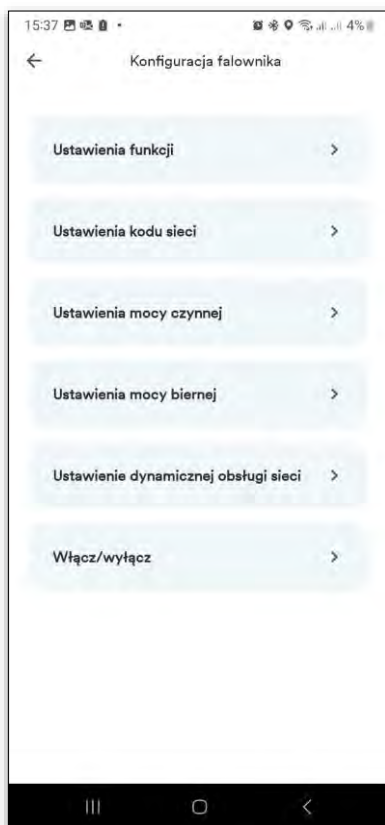 15:37 4%
Konfiguracja falownika
Ustawienia funkcji
Ustawienia kodu sieci
Ustawienia mocy czynnej
Ustawienia mocy biernej
Ustawienie dynamicznej obsługi sieci
Włącz/wyłącz